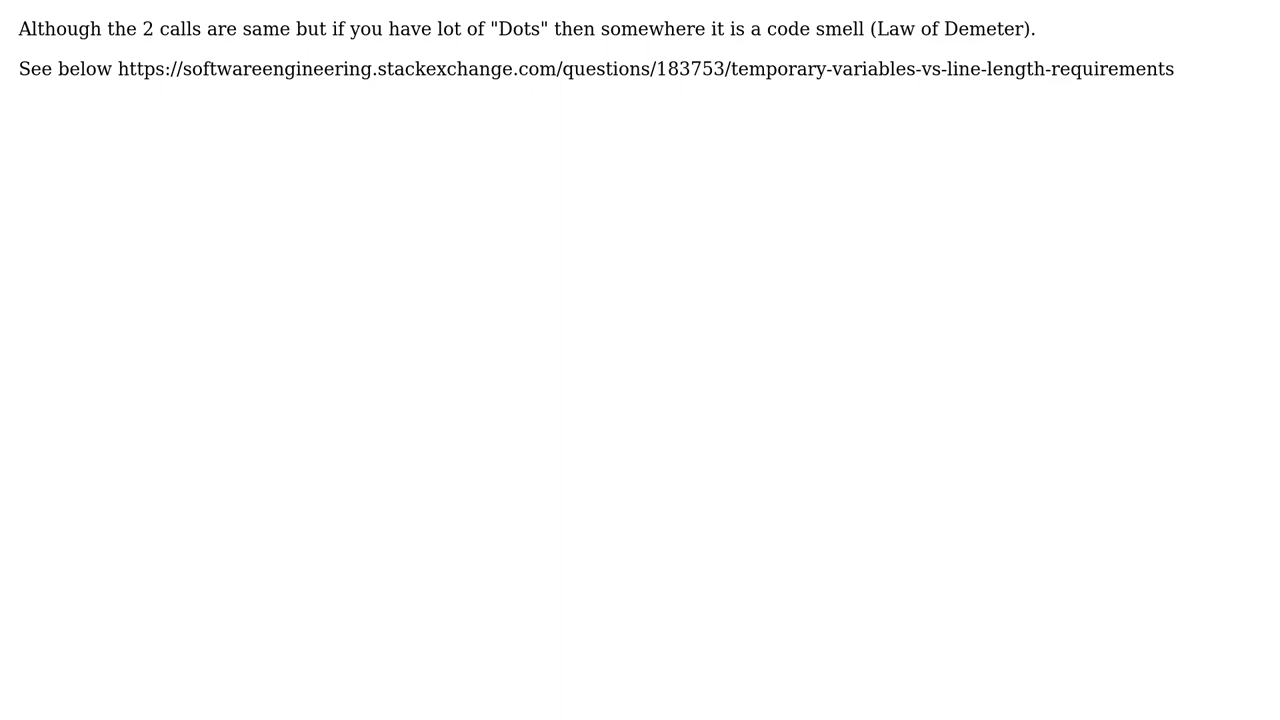 Although the 2 calls are same but if you have lot of "Dots" then somewhere it is a code smell (Law of Demeter).
See below https://softwareengineering.stackexchange.com/questions/183753/temporary-variables-vs-line-length-requirements